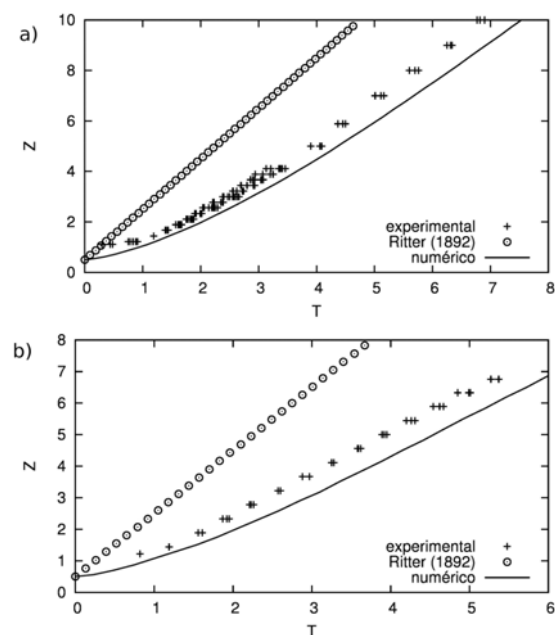 a)
10
8
6
4
2
0
Z
experimental
Ritter (1892)
numérico
0 1 2 3 4 5 6 7 8
T
b)
8
7
6
5
4
3
2
1
0
Z
experimental
Ritter (1892)
numérico
0 1 2 3 4 5 6
T